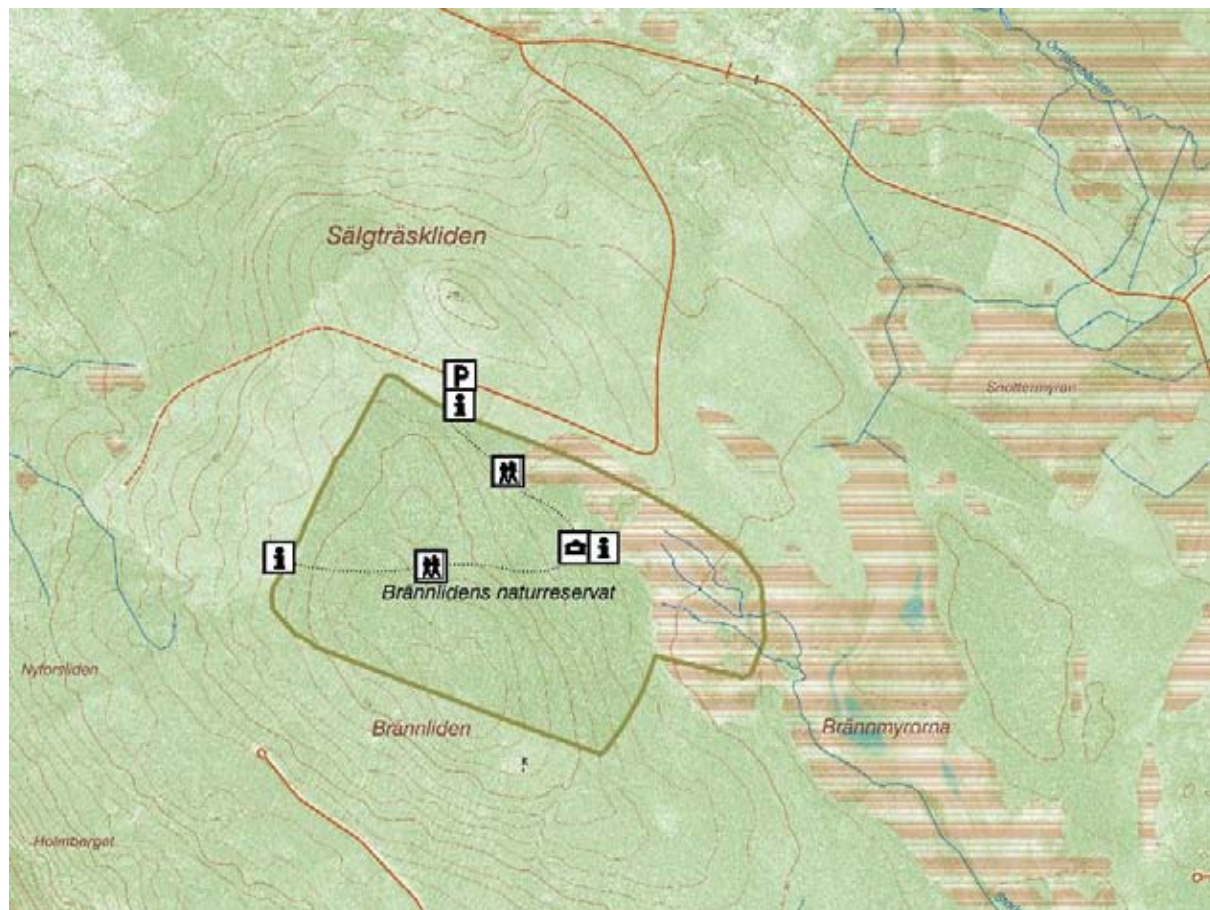 Sälgträskliden
P
Snottermyran
Brännlidens naturreservat
Nyforsliden
Brännliden
Brännmyrorna
Holmberget